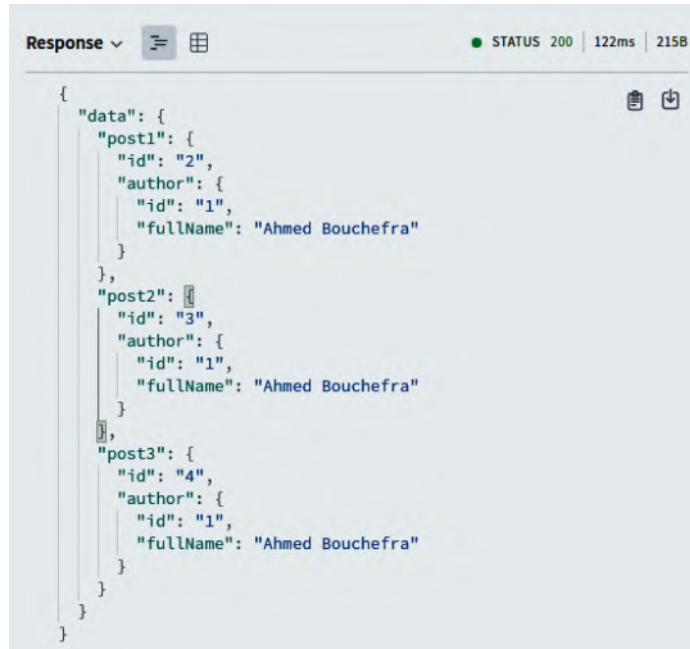 Response STATUS 200 122ms 215B
{
"data": {
"post1": {
"id": "2",
"author": {
"id": "1",
"fullName": "Ahmed Bouchefra"
}
},
"post2": {
"id": "3",
"author": {
"id": "1",
"fullName": "Ahmed Bouchefra"
}
},
"post3": {
"id": "4",
"author": {
"id": "1",
"fullName": "Ahmed Bouchefra"
}
}
}
}